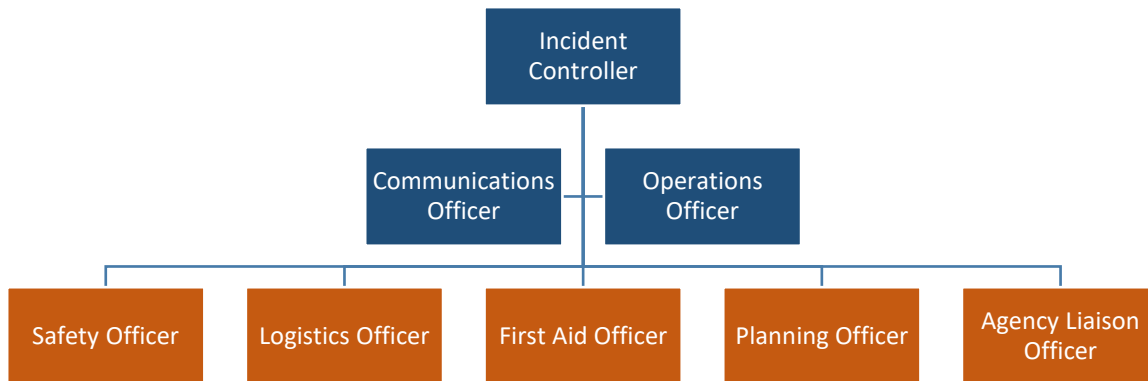 Incident
Controller
Communications
Officer
Operations
Officer
Safety Officer
Logistics Officer
First Aid Officer
Planning Officer
Agency Liaison
Officer